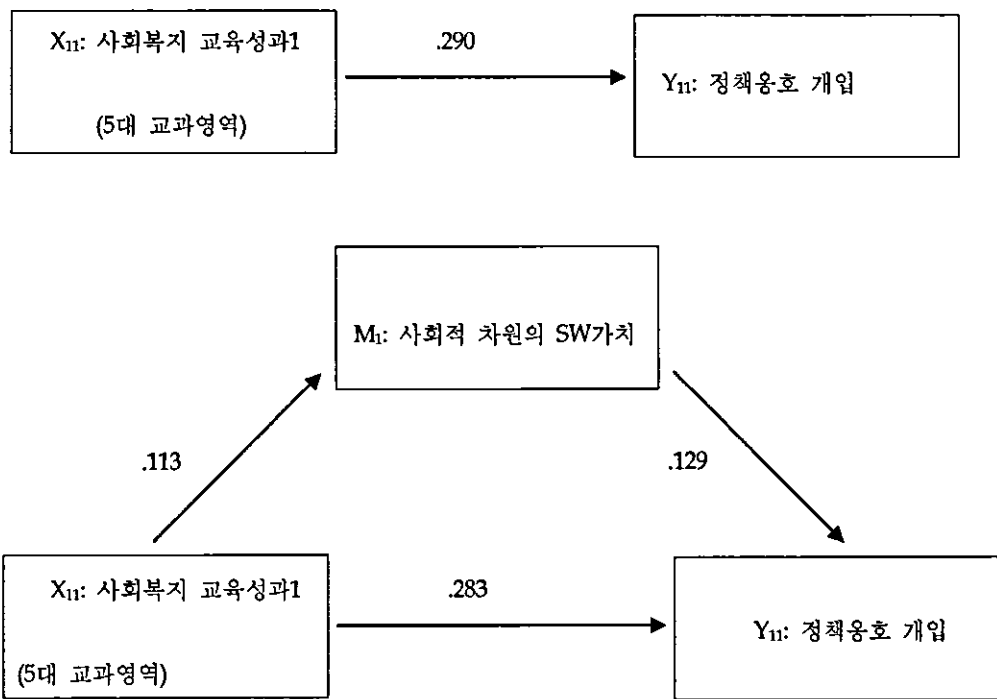 X₁₁: 사회복지 교육성과1
(5대 교과영역)
.290
Y₁₁: 정책옹호 개입
M₁: 사회적 차원의 SW가치
.113
.129
X₁₁: 사회복지 교육성과1
(5대 교과영역)
.283
Y₁₁: 정책옹호 개입